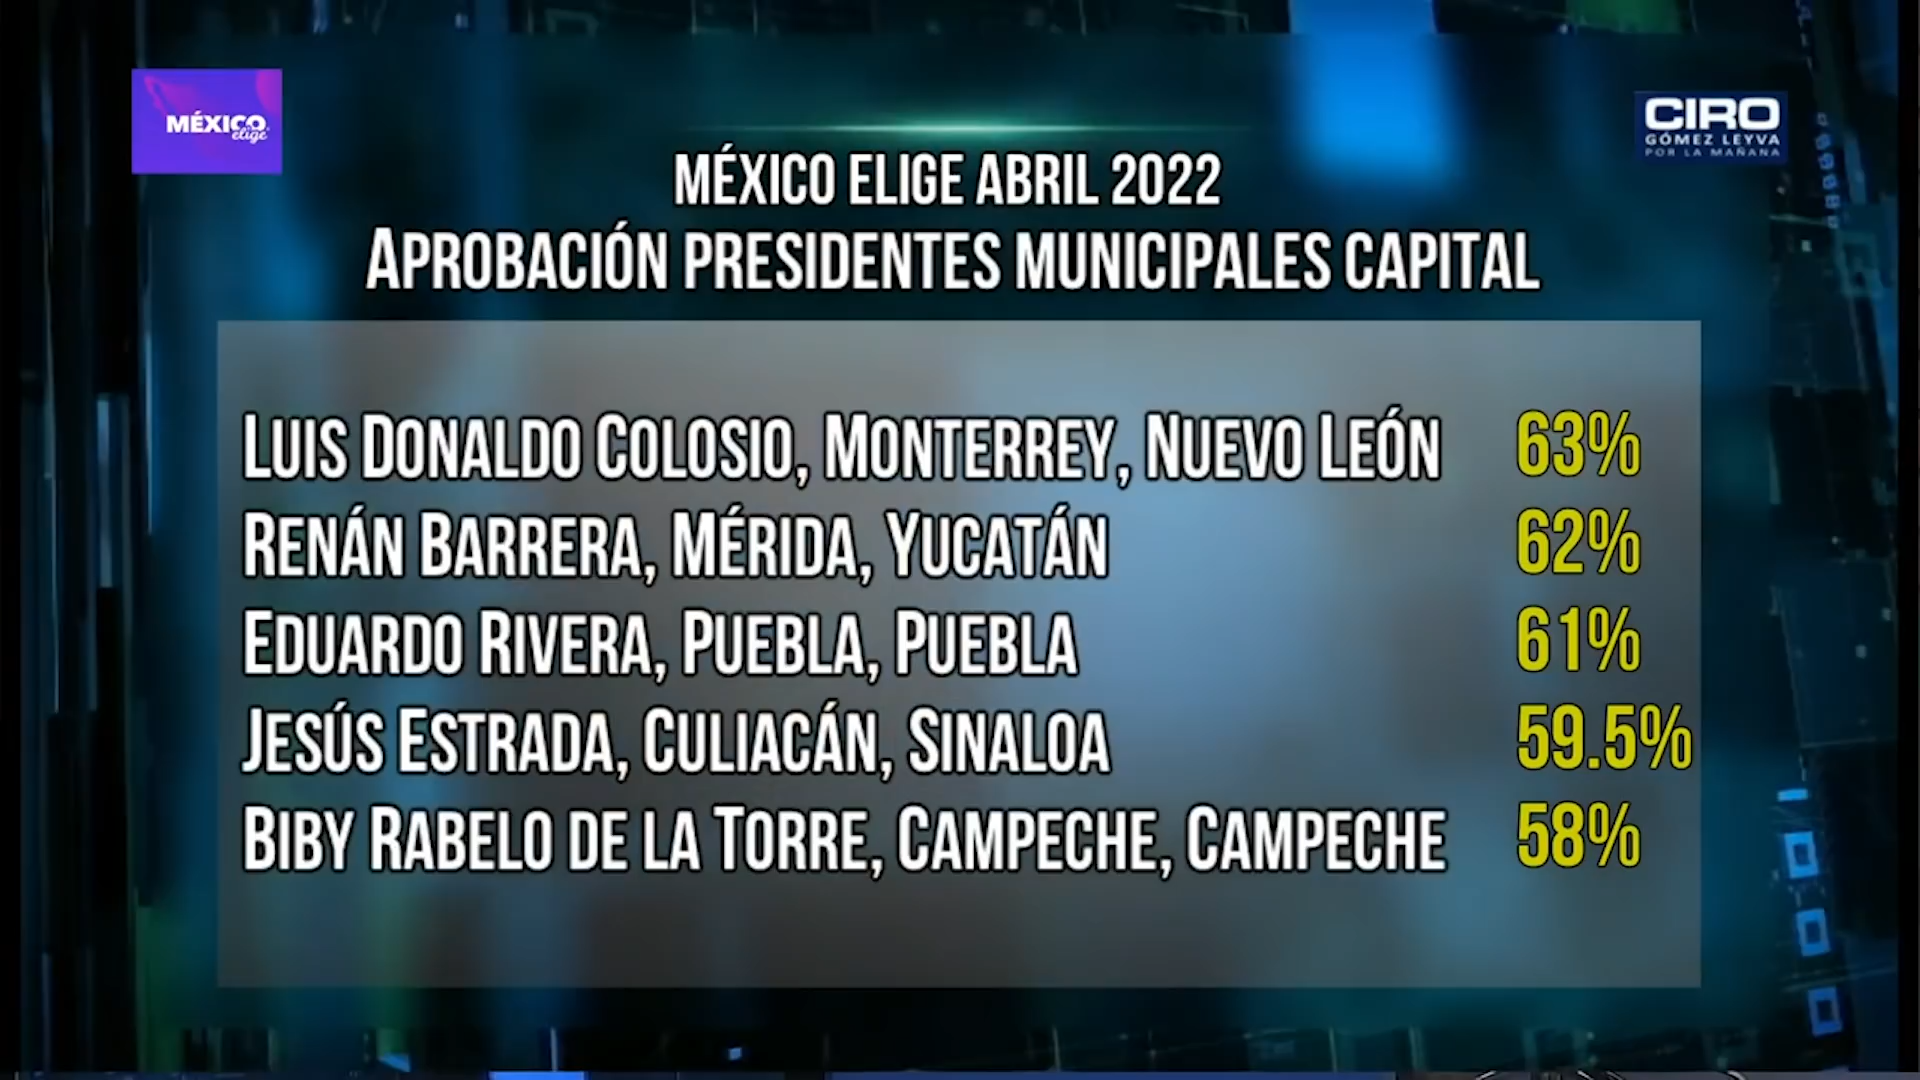 MÉXICO
elige
CIRO
GÓMEZ LEYVA
POR LA MAÑANA
MÉXICO ELIGE ABRIL 2022
APROBACIÓN PRESIDENTES MUNICIPALES CAPITAL
LUIS DONALDO COLOSIO, MONTERREY, NUEVO LEÓN 63%
RENÁN BARRERA, MÉRIDA, YUCATÁN 62%
EDUARDO RIVERA, PUEBLA, PUEBLA 61%
JESÚS ESTRADA, CULIACÁN, SINALOA 59.5%
BIBY RABELO DE LA TORRE, CAMPECHE, CAMPECHE 58%